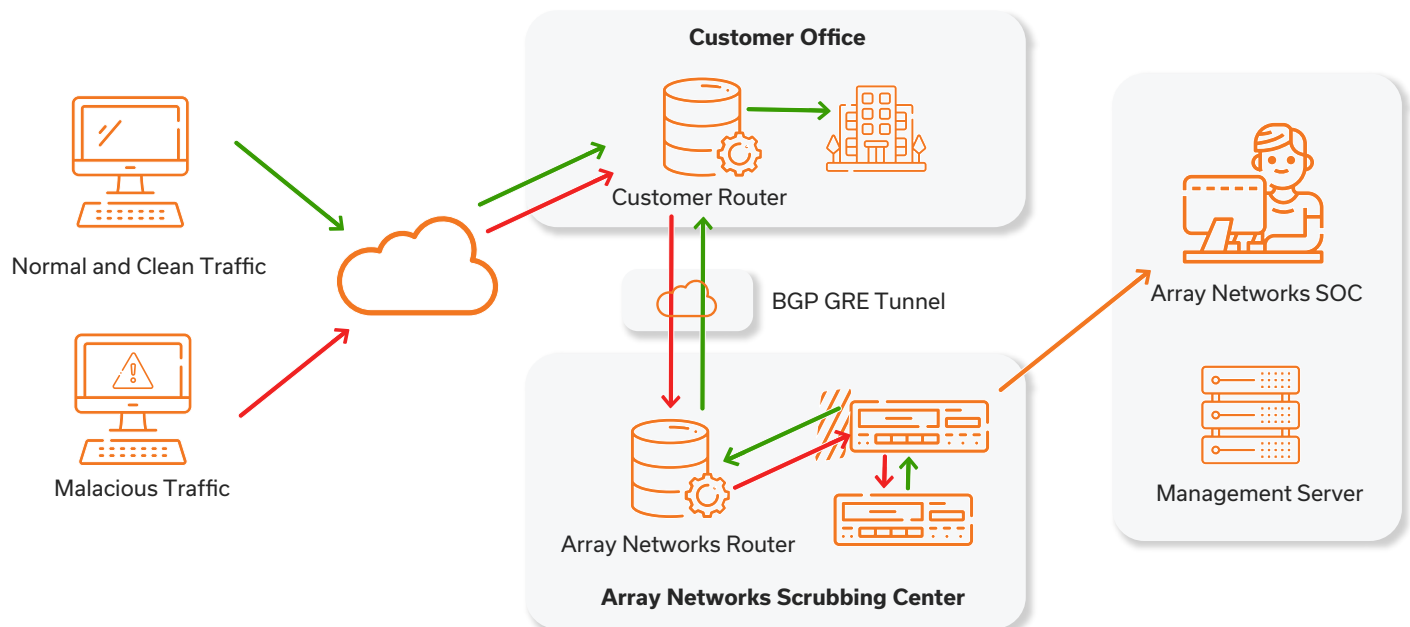 Customer Office
Customer Router
Normal and Clean Traffic
BGP GRE Tunnel
Array Networks SOC
Malacious Traffic
Management Server
Array Networks Router
Array Networks Scrubbing Center